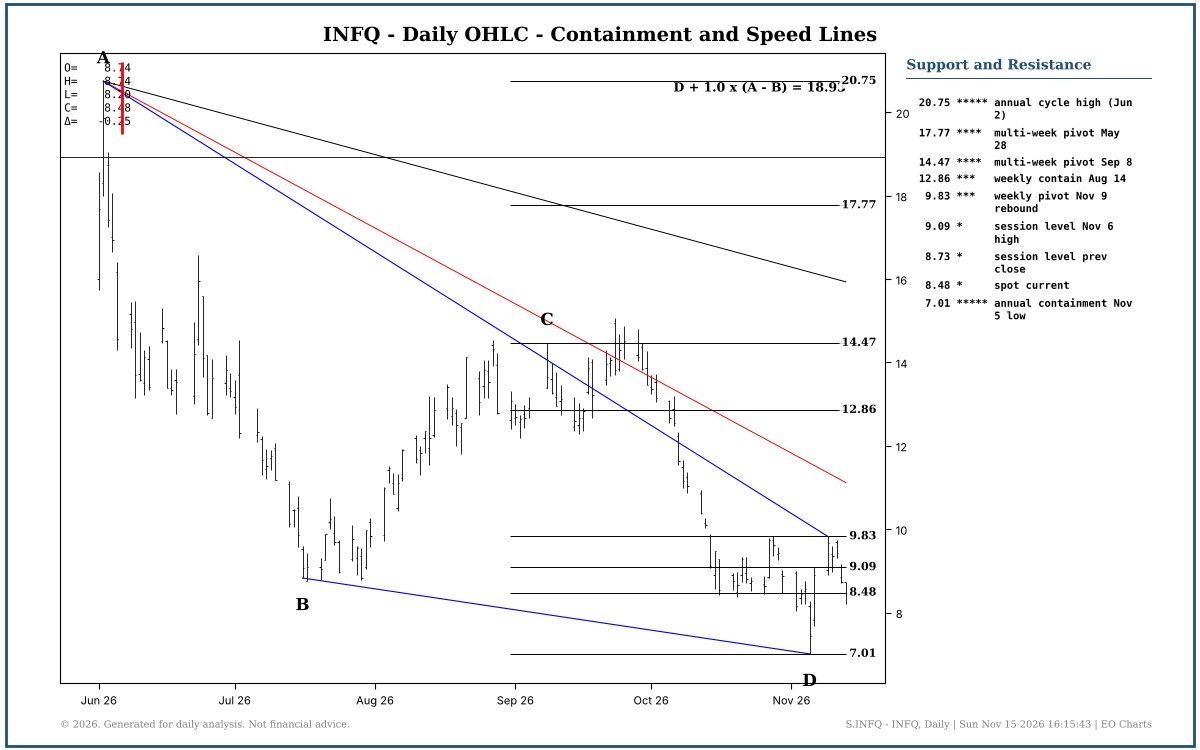 INFQ - Daily OHLC - Containment and Speed Lines
A
O= 8.74
H= 8.74
L= 8.20
C= 8.48
Δ= -0.25
20.75
D + 1.0 x (A - B) = 18.93
17.77
C
14.47
12.86
9.83
9.09
8.48
7.01
B
D
20
18
16
14
12
10
8
Jun 26 Jul 26 Aug 26 Sep 26 Oct 26 Nov 26
Support and Resistance
20.75 ***** annual cycle high (Jun
2)
17.77 **** multi-week pivot May
28
14.47 **** multi-week pivot Sep 8
12.86 *** weekly contain Aug 14
9.83 *** weekly pivot Nov 9
rebound
9.09 * session level Nov 6
high
8.73 * session level prev
close
8.48 * spot current
7.01 ***** annual containment Nov
5 low
© 2026. Generated for daily analysis. Not financial advice.
S.INFQ - INFQ, Daily | Sun Nov 15 2026 16:15:43 | EO Charts